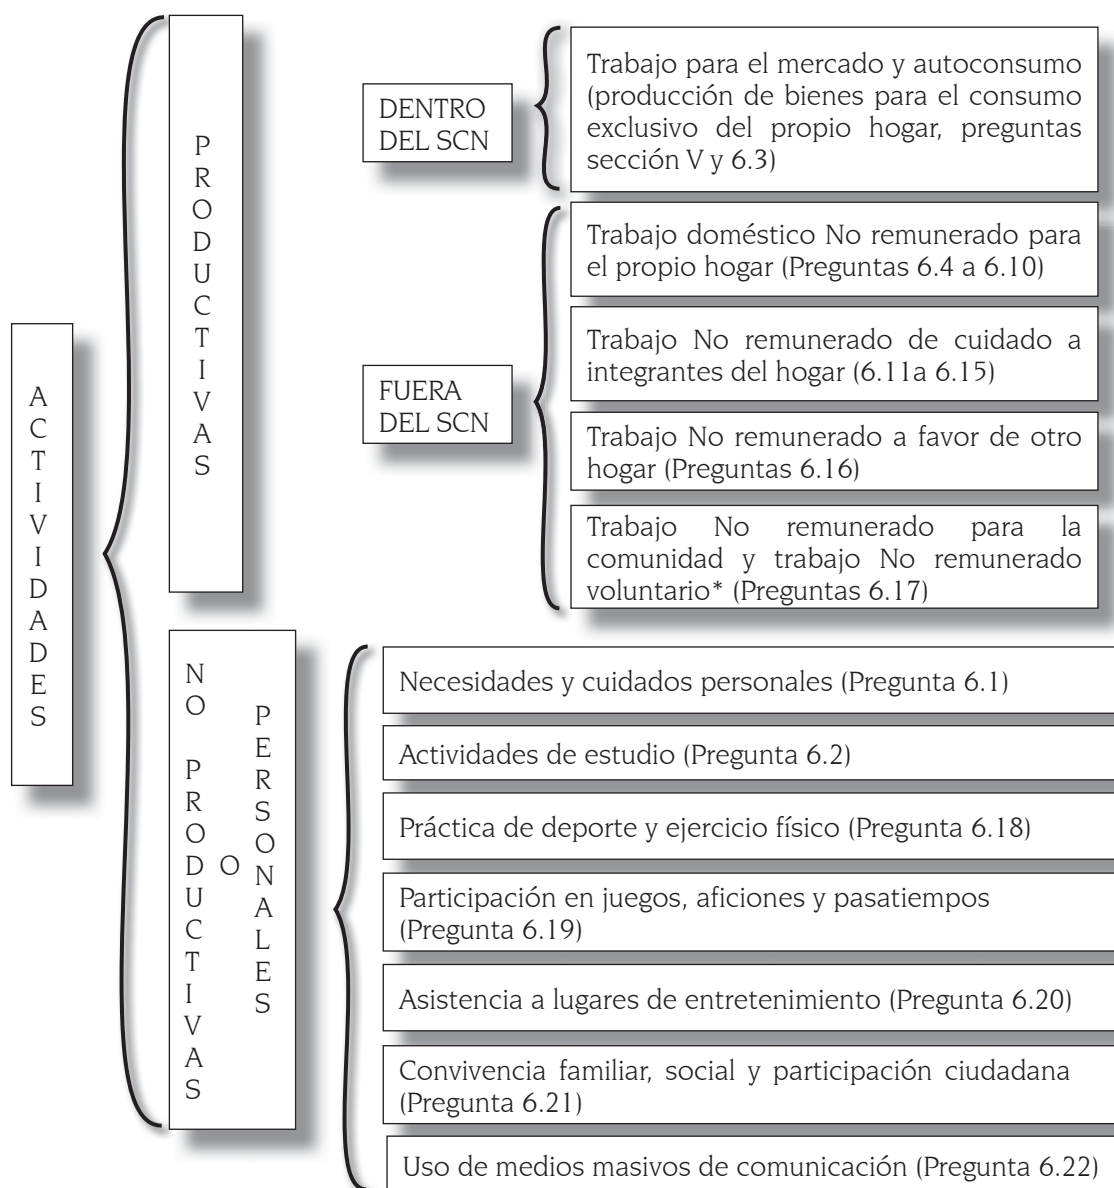 ACTIVIDADES
PRODUCTIVAS
DENTRO
DEL SCN
Trabajo para el mercado y autoconsumo
(producción de bienes para el consumo
exclusivo del propio hogar, preguntas
sección V y 6.3)
FUERA
DEL SCN
Trabajo doméstico No remunerado para
el propio hogar (Preguntas 6.4 a 6.10)
Trabajo No remunerado de cuidado a
integrantes del hogar (6.11a 6.15)
Trabajo No remunerado a favor de otro
hogar (Preguntas 6.16)
Trabajo No remunerado para la
comunidad y trabajo No remunerado
voluntario* (Preguntas 6.17)
NO PRODUCTIVAS
O
PERSONALES
Necesidades y cuidados personales (Pregunta 6.1)
Actividades de estudio (Pregunta 6.2)
Práctica de deporte y ejercicio físico (Pregunta 6.18)
Participación en juegos, aficiones y pasatiempos
(Pregunta 6.19)
Asistencia a lugares de entretenimiento (Pregunta 6.20)
Convivencia familiar, social y participación ciudadana
(Pregunta 6.21)
Uso de medios masivos de comunicación (Pregunta 6.22)